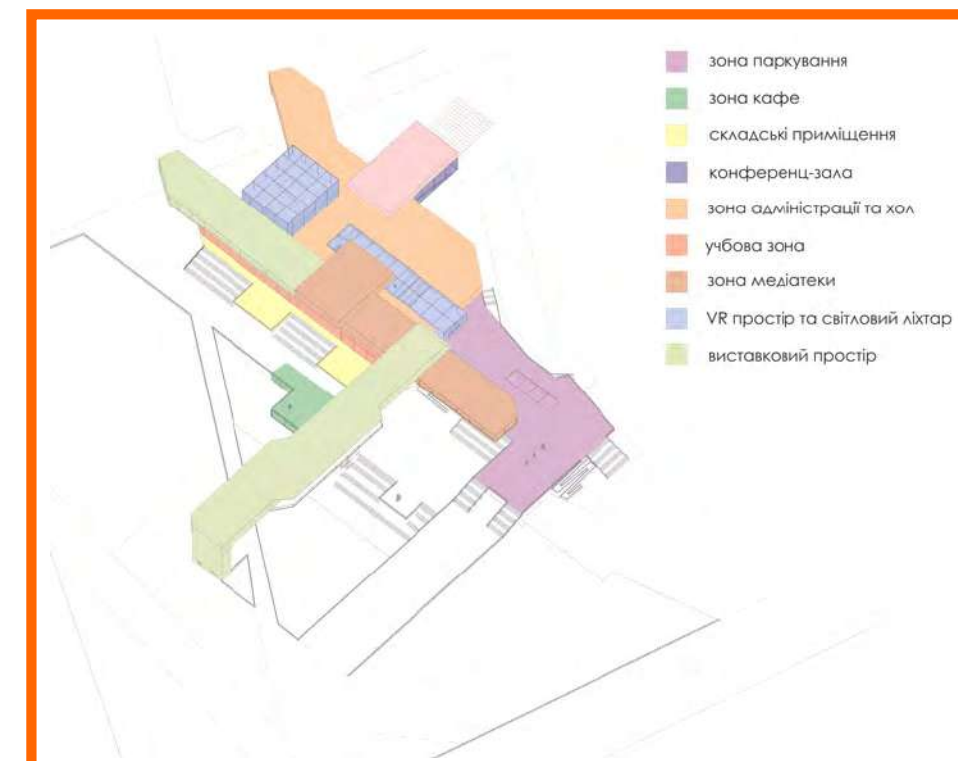 зона паркування
зона кафе
складські приміщення
конференц-зала
зона адміністрації та хол
учбова зона
зона медіатеки
VR простір та світловий ліхтар
виставковий простір